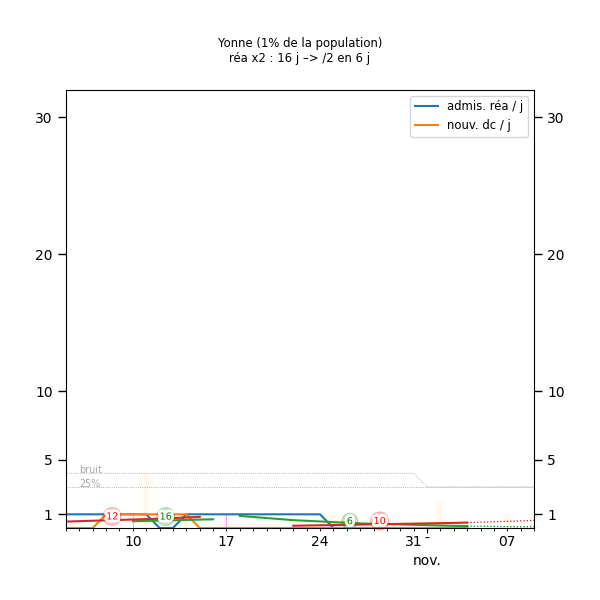 Yonne (1% de la population)
réa x2 : 16 j –> /2 en 6 j
admis. réa / j
nouv. dc / j
30 30
20 20
10 10
5 5
bruit
25%
1 1
12 16 6 10
10 17 24 31 - 07
nov.